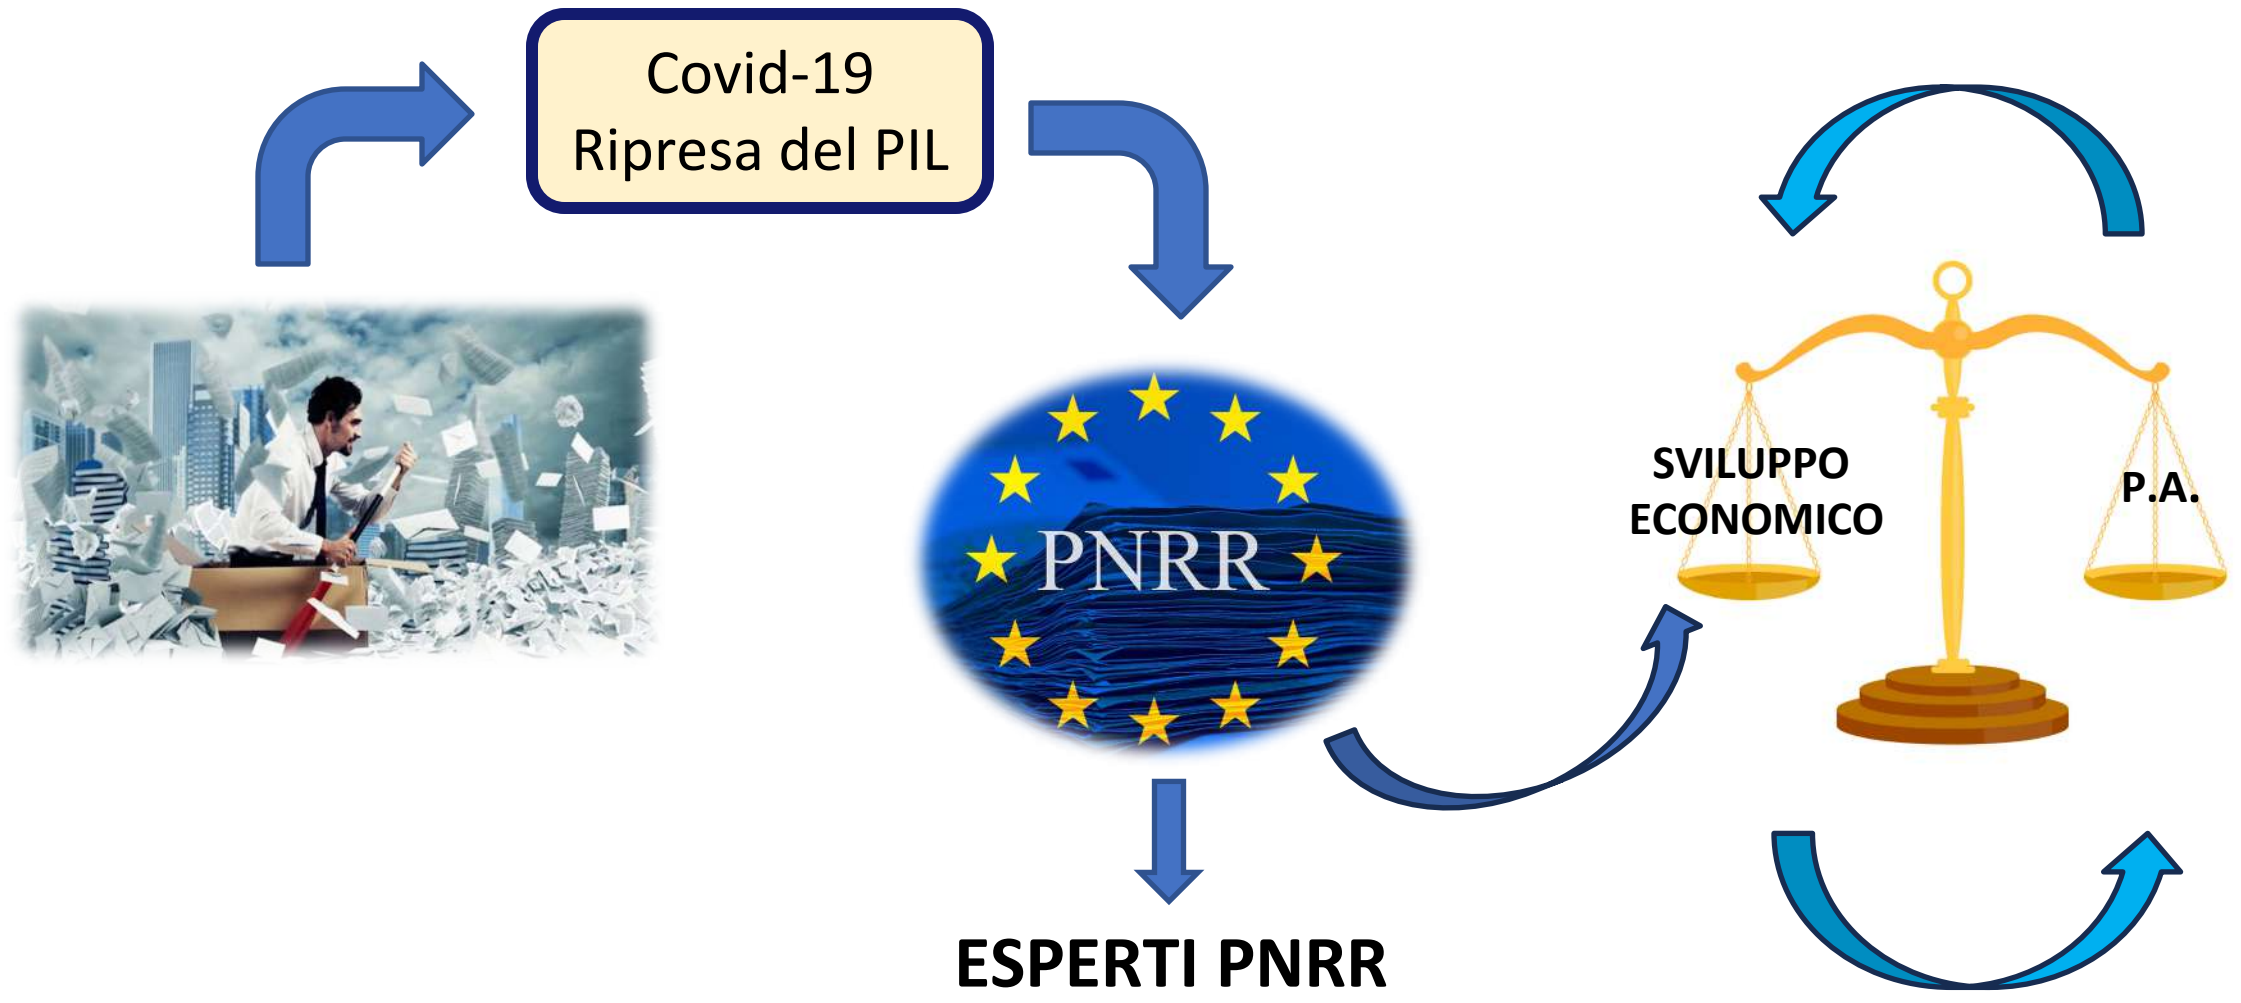 Covid-19
Ripresa del PIL
PNRR
ESPERTI PNRR
SVILUPPO
ECONOMICO
P.A.